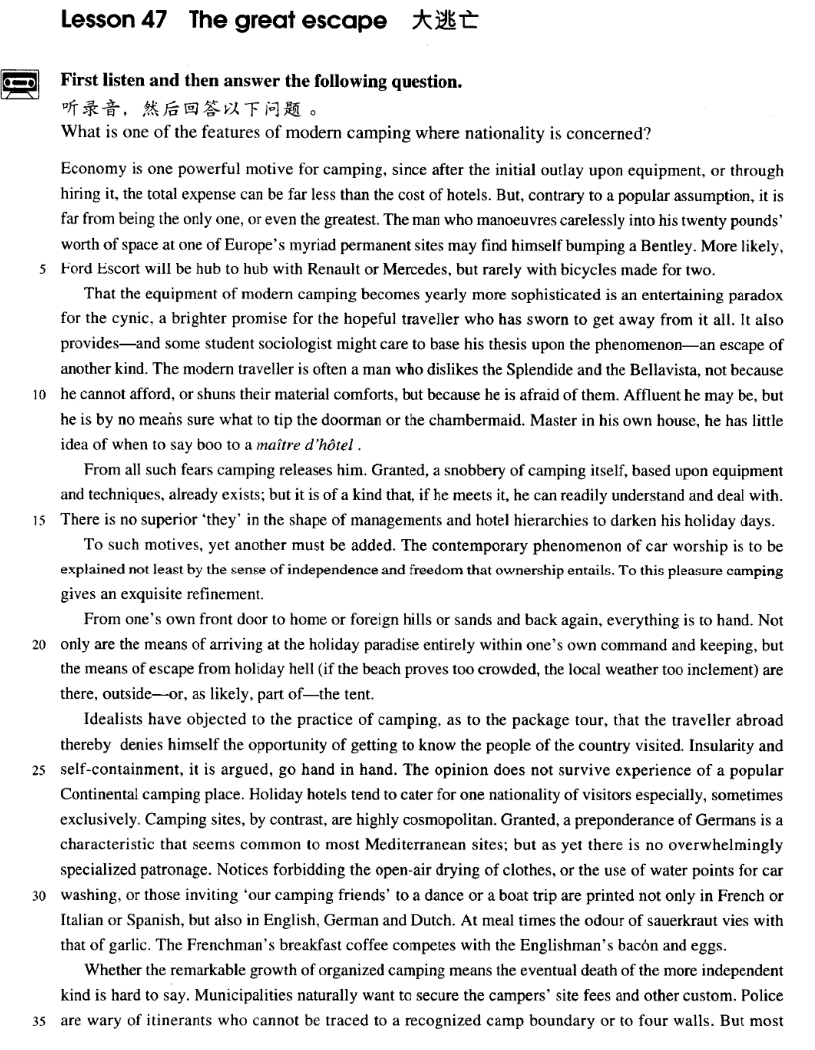 Lesson 47 The great escape 大逃亡
First listen and then answer the following question.
听录音，然后回答以下问题。
What is one of the features of modern camping where nationality is concerned?
Economy is one powerful motive for camping, since after the initial outlay upon equipment, or through
hiring it, the total expense can be far less than the cost of hotels. But, contrary to a popular assumption, it is
far from being the only one, or even the greatest. The man who manoeuvres carelessly into his twenty pounds'
worth of space at one of Europe's myriad permanent sites may find himself bumping a Bentley. More likely,
5 Ford Escort will be hub to hub with Renault or Mercedes, but rarely with bicycles made for two.
That the equipment of modern camping becomes yearly more sophisticated is an entertaining paradox
for the cynic, a brighter promise for the hopeful traveller who has sworn to get away from it all. It also
provides—and some student sociologist might care to base his thesis upon the phenomenon—an escape of
another kind. The modern traveller is often a man who dislikes the Splendide and the Bellavista, not because
10 he cannot afford, or shuns their material comforts, but because he is afraid of them. Affluent he may be, but
he is by no means sure what to tip the doorman or the chambermaid. Master in his own house, he has little
idea of when to say boo to a maître d'hôtel.
From all such fears camping releases him. Granted, a snobbery of camping itself, based upon equipment
and techniques, already exists; but it is of a kind that, if he meets it, he can readily understand and deal with.
15 There is no superior 'they' in the shape of managements and hotel hierarchies to darken his holiday days.
To such motives, yet another must be added. The contemporary phenomenon of car worship is to be
explained not least by the sense of independence and freedom that ownership entails. To this pleasure camping
gives an exquisite refinement.
From one's own front door to home or foreign hills or sands and back again, everything is to hand. Not
20 only are the means of arriving at the holiday paradise entirely within one's own command and keeping, but
the means of escape from holiday hell (if the beach proves too crowded, the local weather too inclement) are
there, outside—or, as likely, part of—the tent.
Idealists have objected to the practice of camping, as to the package tour, that the traveller abroad
thereby denies himself the opportunity of getting to know the people of the country visited. Insularity and
25 self-containment, it is argued, go hand in hand. The opinion does not survive experience of a popular
Continental camping place. Holiday hotels tend to cater for one nationality of visitors especially, sometimes
exclusively. Camping sites, by contrast, are highly cosmopolitan. Granted, a preponderance of Germans is a
characteristic that seems common to most Mediterranean sites; but as yet there is no overwhelmingly
specialized patronage. Notices forbidding the open-air drying of clothes, or the use of water points for car
30 washing, or those inviting 'our camping friends' to a dance or a boat trip are printed not only in French or
Italian or Spanish, but also in English, German and Dutch. At meal times the odour of sauerkraut vies with
that of garlic. The Frenchman's breakfast coffee competes with the Englishman's bacon and eggs.
Whether the remarkable growth of organized camping means the eventual death of the more independent
kind is hard to say. Municipalities naturally want to secure the campers' site fees and other custom. Police
35 are wary of itinerants who cannot be traced to a recognized camp boundary or to four walls. But most